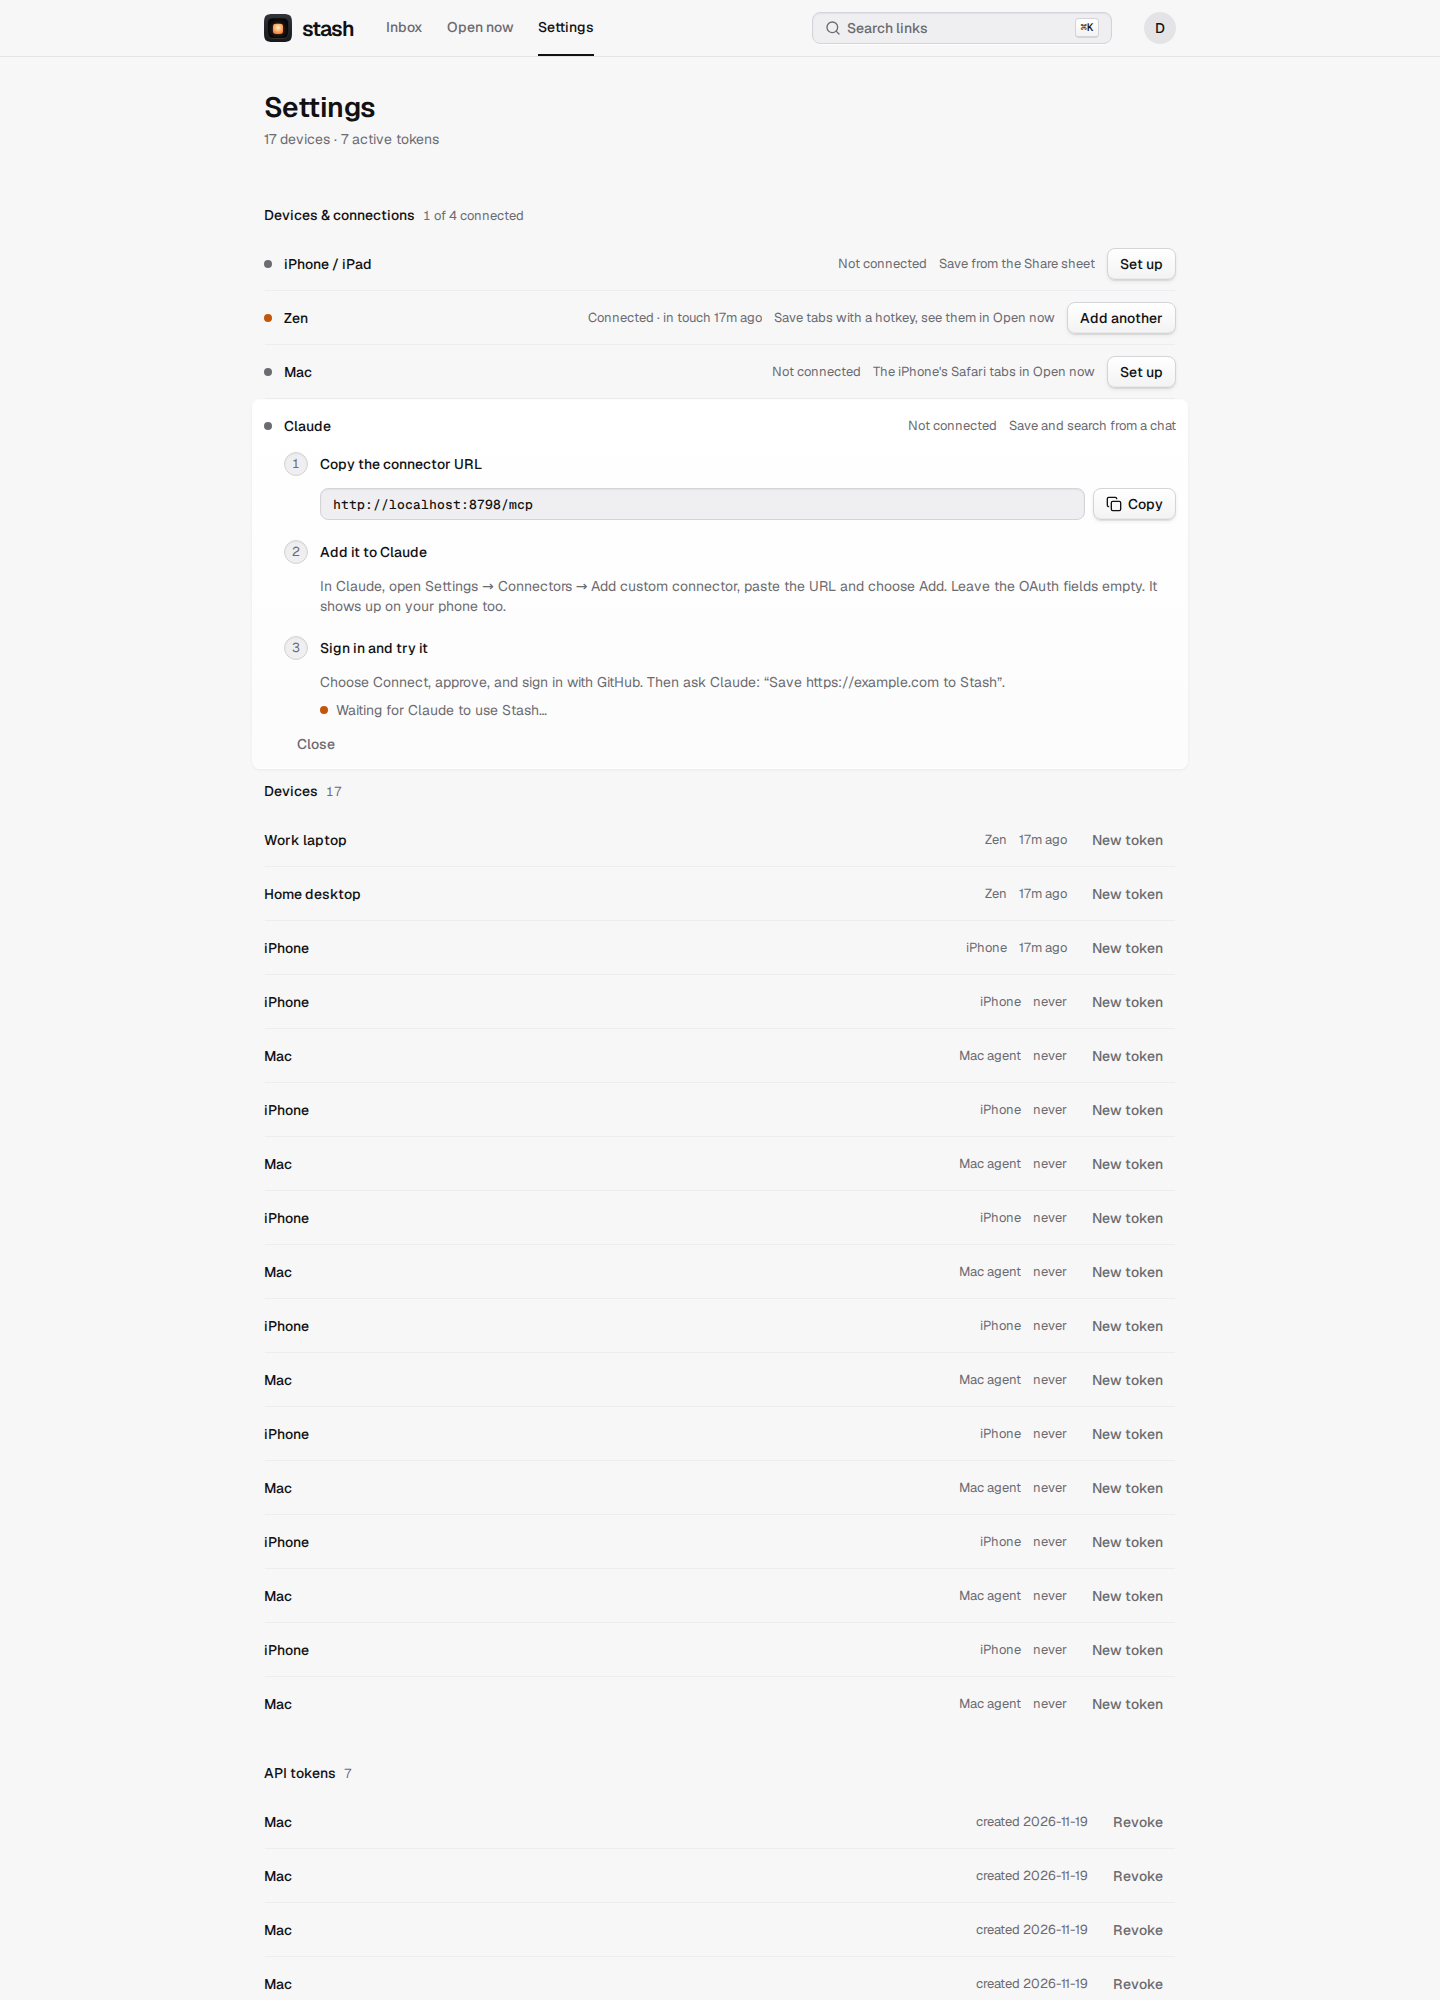 stash Inbox Open now Settings Search links ⌘K D
Settings
17 devices · 7 active tokens
Devices & connections 1 of 4 connected
iPhone / iPad Not connected Save from the Share sheet Set up
Zen Connected · in touch 17m ago Save tabs with a hotkey, see them in Open now Add another
Mac Not connected The iPhone's Safari tabs in Open now Set up
Claude Not connected Save and search from a chat
1 Copy the connector URL
http://localhost:8798/mcp Copy
2 Add it to Claude
In Claude, open Settings → Connectors → Add custom connector, paste the URL and choose Add. Leave the OAuth fields empty. It
shows up on your phone too.
3 Sign in and try it
Choose Connect, approve, and sign in with GitHub. Then ask Claude: “Save https://example.com to Stash”.
Waiting for Claude to use Stash…
Close
Devices 17
Work laptop Zen 17m ago New token
Home desktop Zen 17m ago New token
iPhone iPhone 17m ago New token
iPhone iPhone never New token
Mac Mac agent never New token
iPhone iPhone never New token
Mac Mac agent never New token
iPhone iPhone never New token
Mac Mac agent never New token
iPhone iPhone never New token
Mac Mac agent never New token
iPhone iPhone never New token
Mac Mac agent never New token
iPhone iPhone never New token
Mac Mac agent never New token
iPhone iPhone never New token
Mac Mac agent never New token
API tokens 7
Mac created 2026-11-19 Revoke
Mac created 2026-11-19 Revoke
Mac created 2026-11-19 Revoke
Mac created 2026-11-19 Revoke